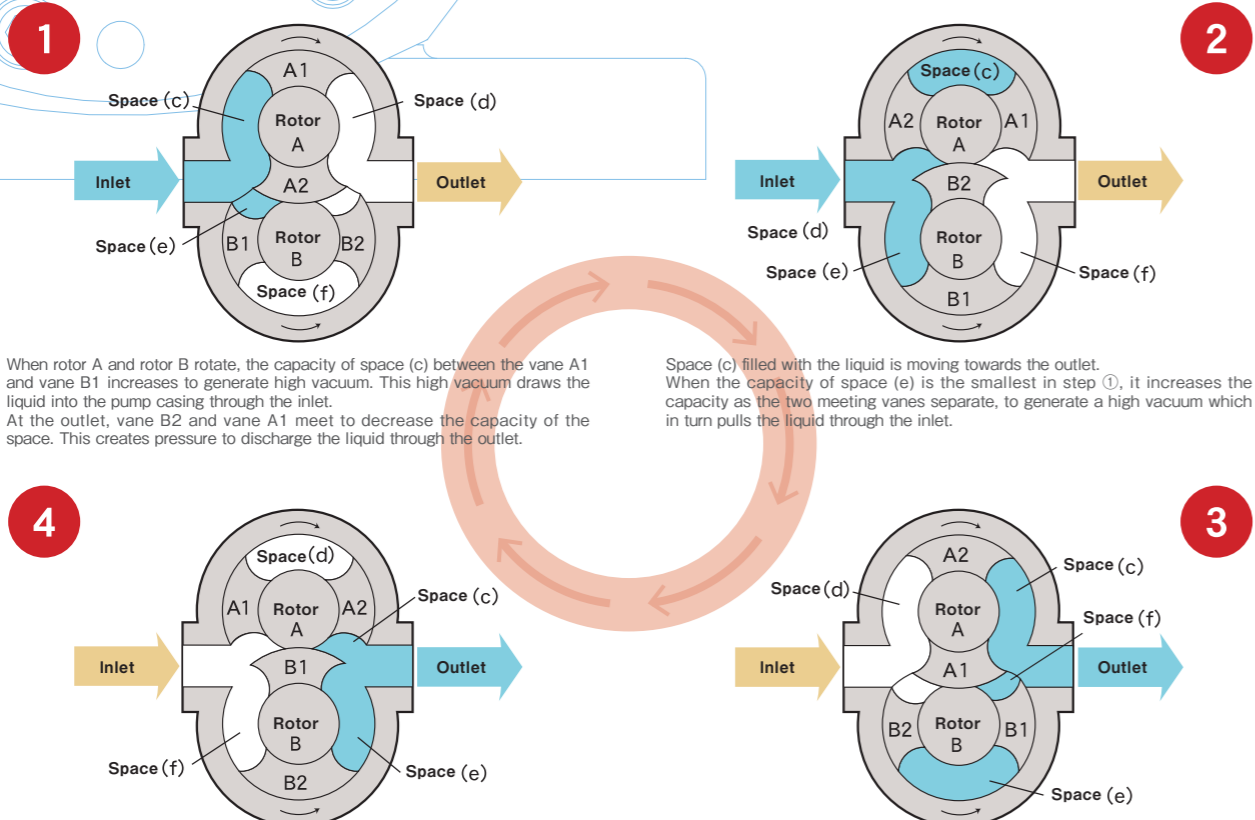 1
A1
Space (c)
Space (d)
Rotor
A
Inlet
A2
Outlet
Space (e)
B1
Rotor
B
B2
Space (f)
2
Space (c)
A2
Rotor
A
A1
Inlet
B2
Outlet
Space (d)
Space (e)
Rotor
B
Space (f)
B1
When rotor A and rotor B rotate, the capacity of space (c) between the vane A1
and vane B1 increases to generate high vacuum. This high vacuum draws the
liquid into the pump casing through the inlet.
At the outlet, vane B2 and vane A1 meet to decrease the capacity of the
space. This creates pressure to discharge the liquid through the outlet.
Space (c) filled with the liquid is moving towards the outlet.
When the capacity of space (e) is the smallest in step ①, it increases the
capacity as the two meeting vanes separate, to generate a high vacuum which
in turn pulls the liquid through the inlet.
4
Space (d)
A1
Rotor
A
A2
Space (c)
Inlet
B1
Outlet
Rotor
B
Space (f)
Space (e)
B2
3
A2
Space (c)
Space (d)
Rotor
A
Space (f)
Inlet
A1
Outlet
B2
Rotor
B
B1
Space (e)